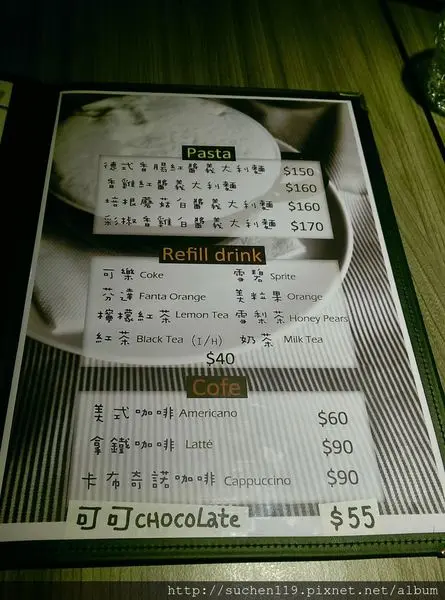 Pasta
德式香腸紅醬義大利麵 $150
香雞紅醬義大利麵 $160
培根蘑菇白醬義大利麵 $160
彩椒香雞白醬義大利麵 $170
Refill drink
可樂 Coke 雪碧 Sprite
芬達 Fanta Orange 美粒果 Orange
檸檬紅茶 Lemon Tea 雪梨茶 Honey Pears
紅茶 Black Tea (I/H) 奶茶 Milk Tea
$40
Cofe
美式咖啡 Americano $60
拿鐵咖啡 Latté $90
卡布奇諾咖啡 Cappuccino $90
可可CHOCOLate $55
http://suchen119.pixnet.net/album